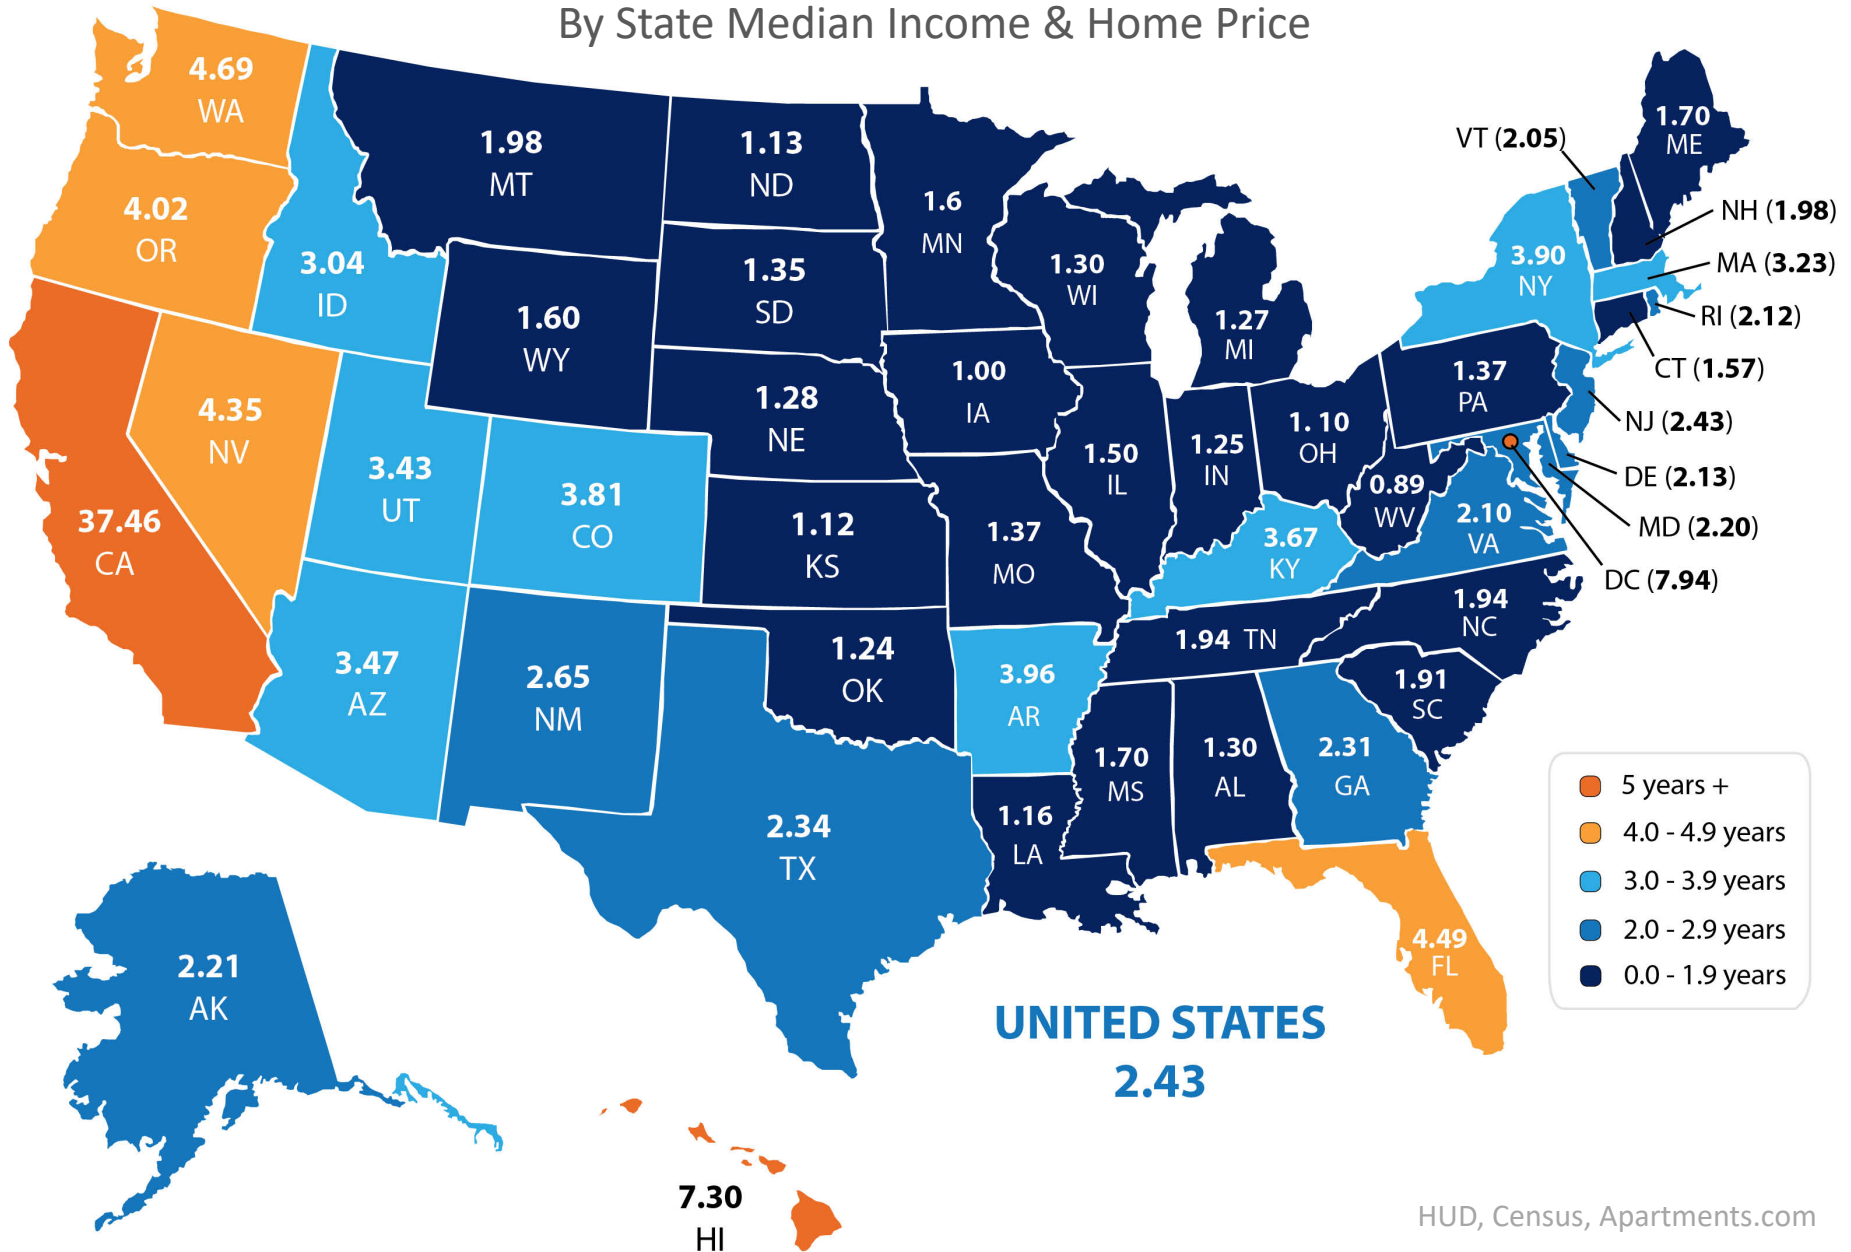 By State Median Income & Home Price
4.69
WA
4.02
OR
3.04
ID
1.98
MT
1.13
ND
1.6
MN
1.30
WI
1.27
MI
VT (2.05)
1.70
ME
NH (1.98)
MA (3.23)
RI (2.12)
CT (1.57)
NJ (2.43)
DE (2.13)
MD (2.20)
DC (7.94)
3.90
NY
1.35
SD
1.60
WY
1.37
PA
1.00
IA
1.28
NE
4.35
NV
3.43
UT
3.81
CO
37.46
CA
1.12
KS
1.37
MO
1.50
IL
1.25
IN
1. 10
OH
0.89
WV
2.10
VA
3.67
KY
1.94
NC
1.94 TN
3.47
AZ
2.65
NM
1.24
OK
3.96
AR
1.91
SC
1.70
MS
1.30
AL
2.31
GA
1.16
LA
2.34
TX
4.49
FL
5 years +
4.0 - 4.9 years
3.0 - 3.9 years
2.0 - 2.9 years
0.0 - 1.9 years
2.21
AK
UNITED STATES
2.43
7.30
HI
HUD, Census, Apartments.com